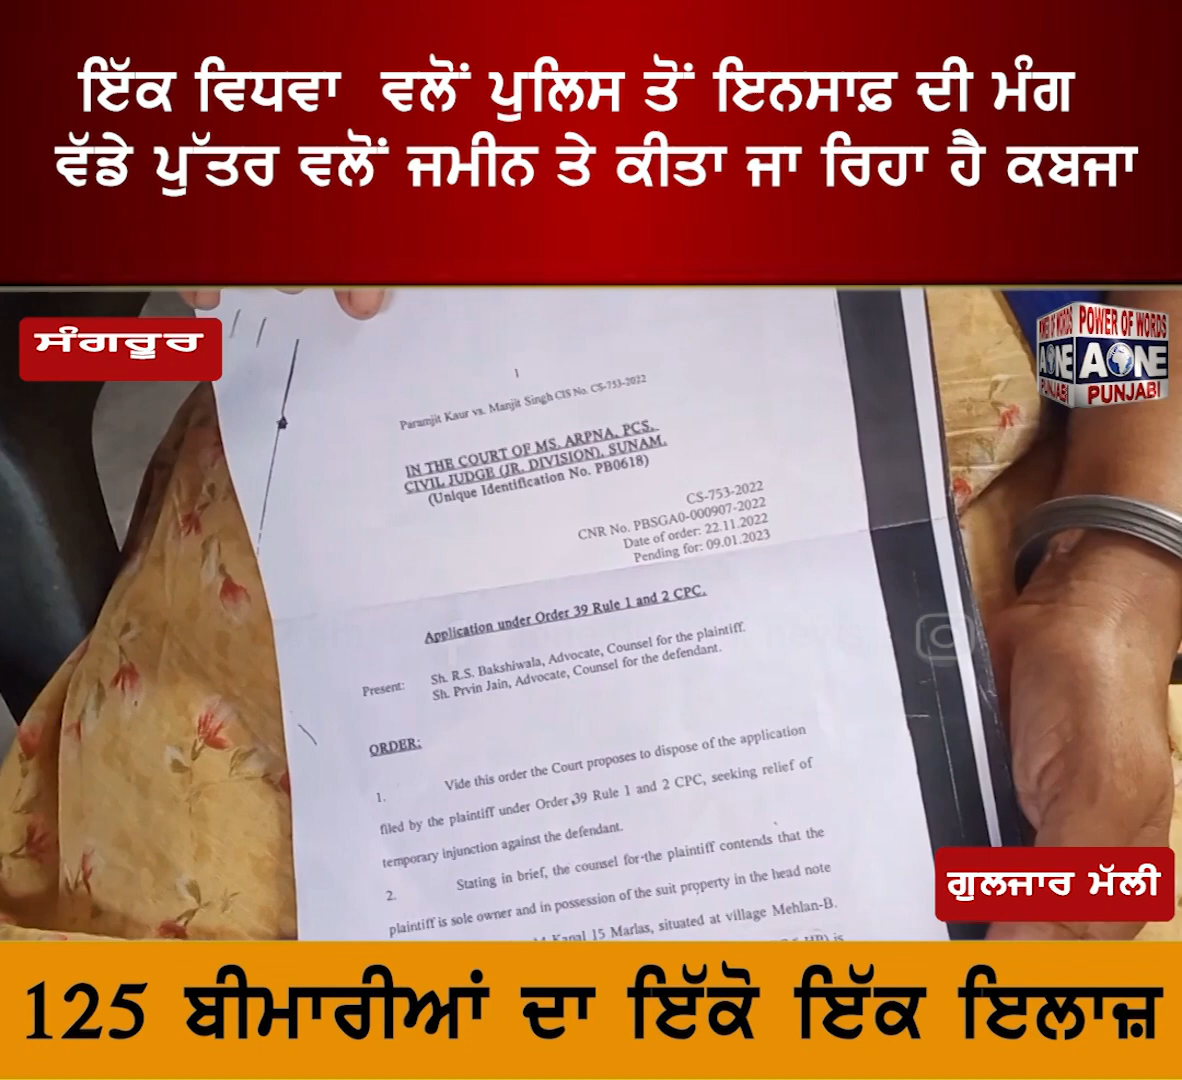 ਇੱਕ ਵਿਧਵਾ ਵਲੋਂ ਪੁਲਿਸ ਤੋਂ ਇਨਸਾਫ਼ ਦੀ ਮੰਗ
ਵੱਡੇ ਪੁੱਤਰ ਵਲੋਂ ਜਮੀਨ ਤੇ ਕੀਤਾ ਜਾ ਰਿਹਾ ਹੈ ਕਬਜਾ
ਸੰਗਰੂਰ
POWER OF WORDS
AONE
PUNJABI
POWER OF WORDS
AONE
PUNJABI
1
Paramjit Kaur vs. Manjit Singh CIS No. CS-753-2022
IN THE COURT OF MS. ARPNA, PCS,
CIVIL JUDGE (JR. DIVISION), SUNAM.
(Unique Identification No. PB0618)
CS-753-2022
CNR No. PBSGA0-000907-2022
Date of order: 22.11.2022
Pending for: 09.01.2023
Application under Order 39 Rule 1 and 2 CPC.
Present: Sh. R.S. Bakshiwala, Advocate, Counsel for the plaintiff.
Sh. Prvin Jain, Advocate, Counsel for the defendant.
ORDER:
1. Vide this order the Court proposes to dispose of the application
filed by the plaintiff under Order 39 Rule 1 and 2 CPC, seeking relief of
temporary injunction against the defendant.
2. Stating in brief, the counsel for the plaintiff contends that the
plaintiff is sole owner and in possession of the suit property in the head note
Kanal 15 Marlas, situated at village Mehlan-B.
is
ਗੁਲਜਾਰ ਮੱਲੀ
125 ਬੀਮਾਰੀਆਂ ਦਾ ਇੱਕੋ ਇੱਕ ਇਲਾਜ਼